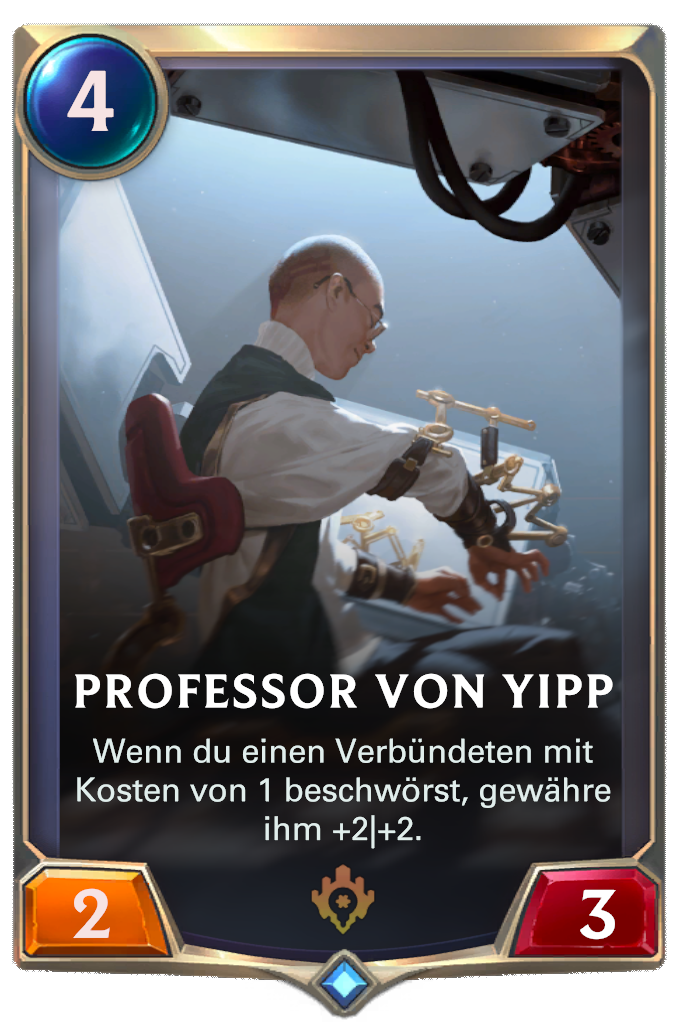 4
PROFESSOR VON YIPP
Wenn du einen Verbündeten mit
Kosten von 1 beschwörst, gewähre
ihm +2|+2.
2
3